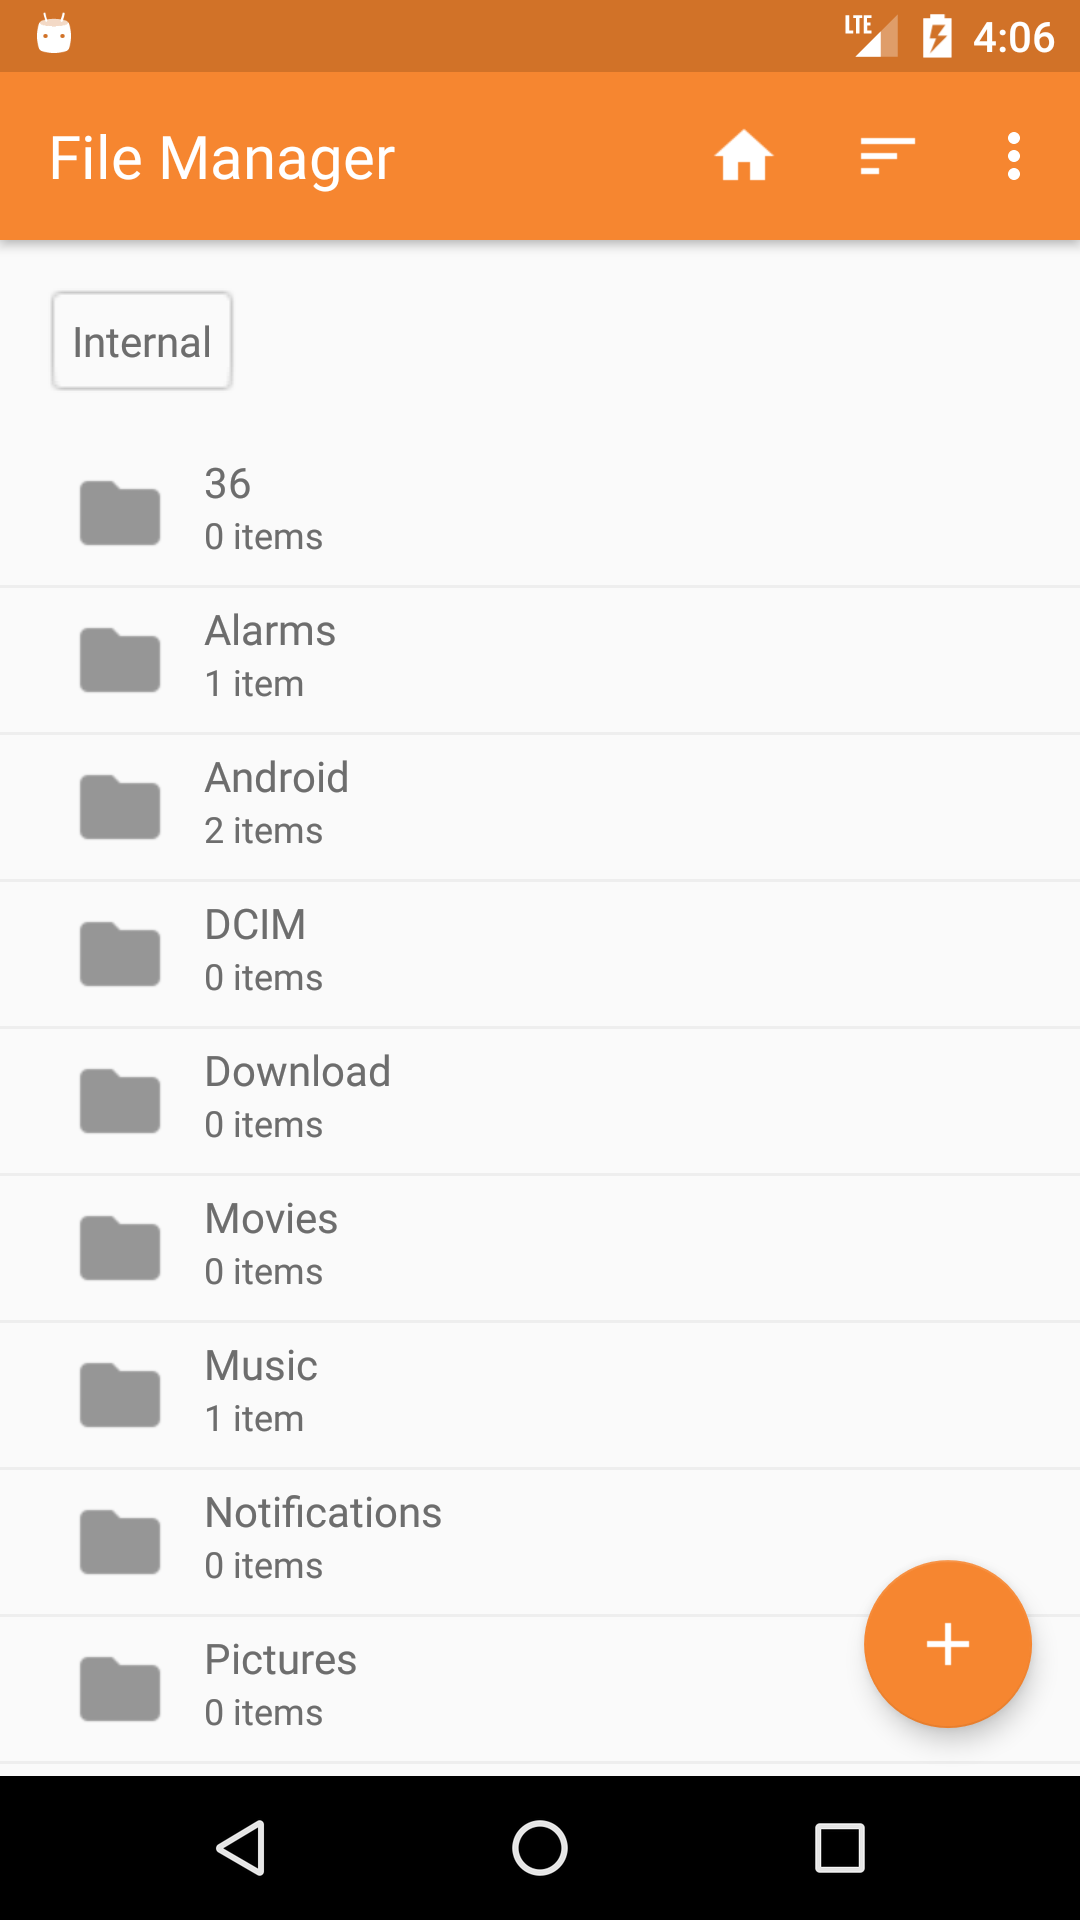 LTE 4:06
File Manager
Internal
36
0 items
Alarms
1 item
Android
2 items
DCIM
0 items
Download
0 items
Movies
0 items
Music
1 item
Notifications
0 items
Pictures
0 items